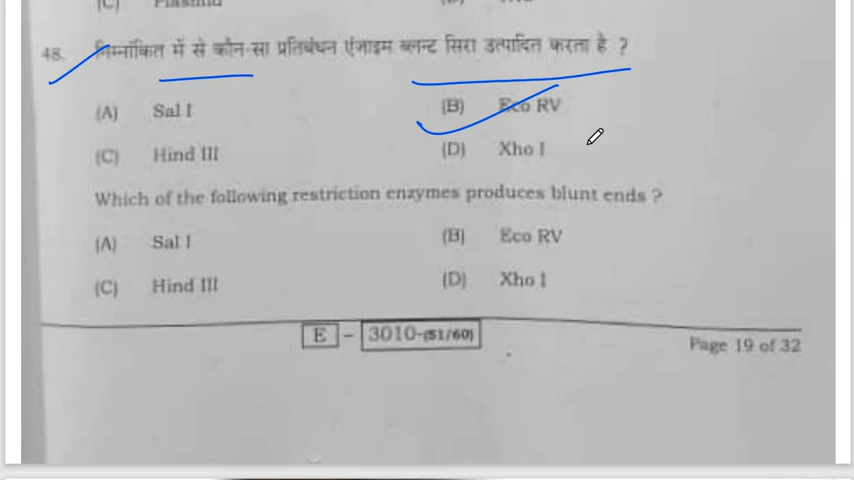 48. निम्नांकित में से कौन-सा प्रतिबंधन एंजाइम ब्लन्ट सिरा उत्पादित करता है ?
(A) Sal I (B) Eco RV
(C) Hind III (D) Xho I
Which of the following restriction enzymes produces blunt ends ?
(A) Sal I (B) Eco RV
(C) Hind III (D) Xho I
E - 3010-(51/60)
Page 19 of 32